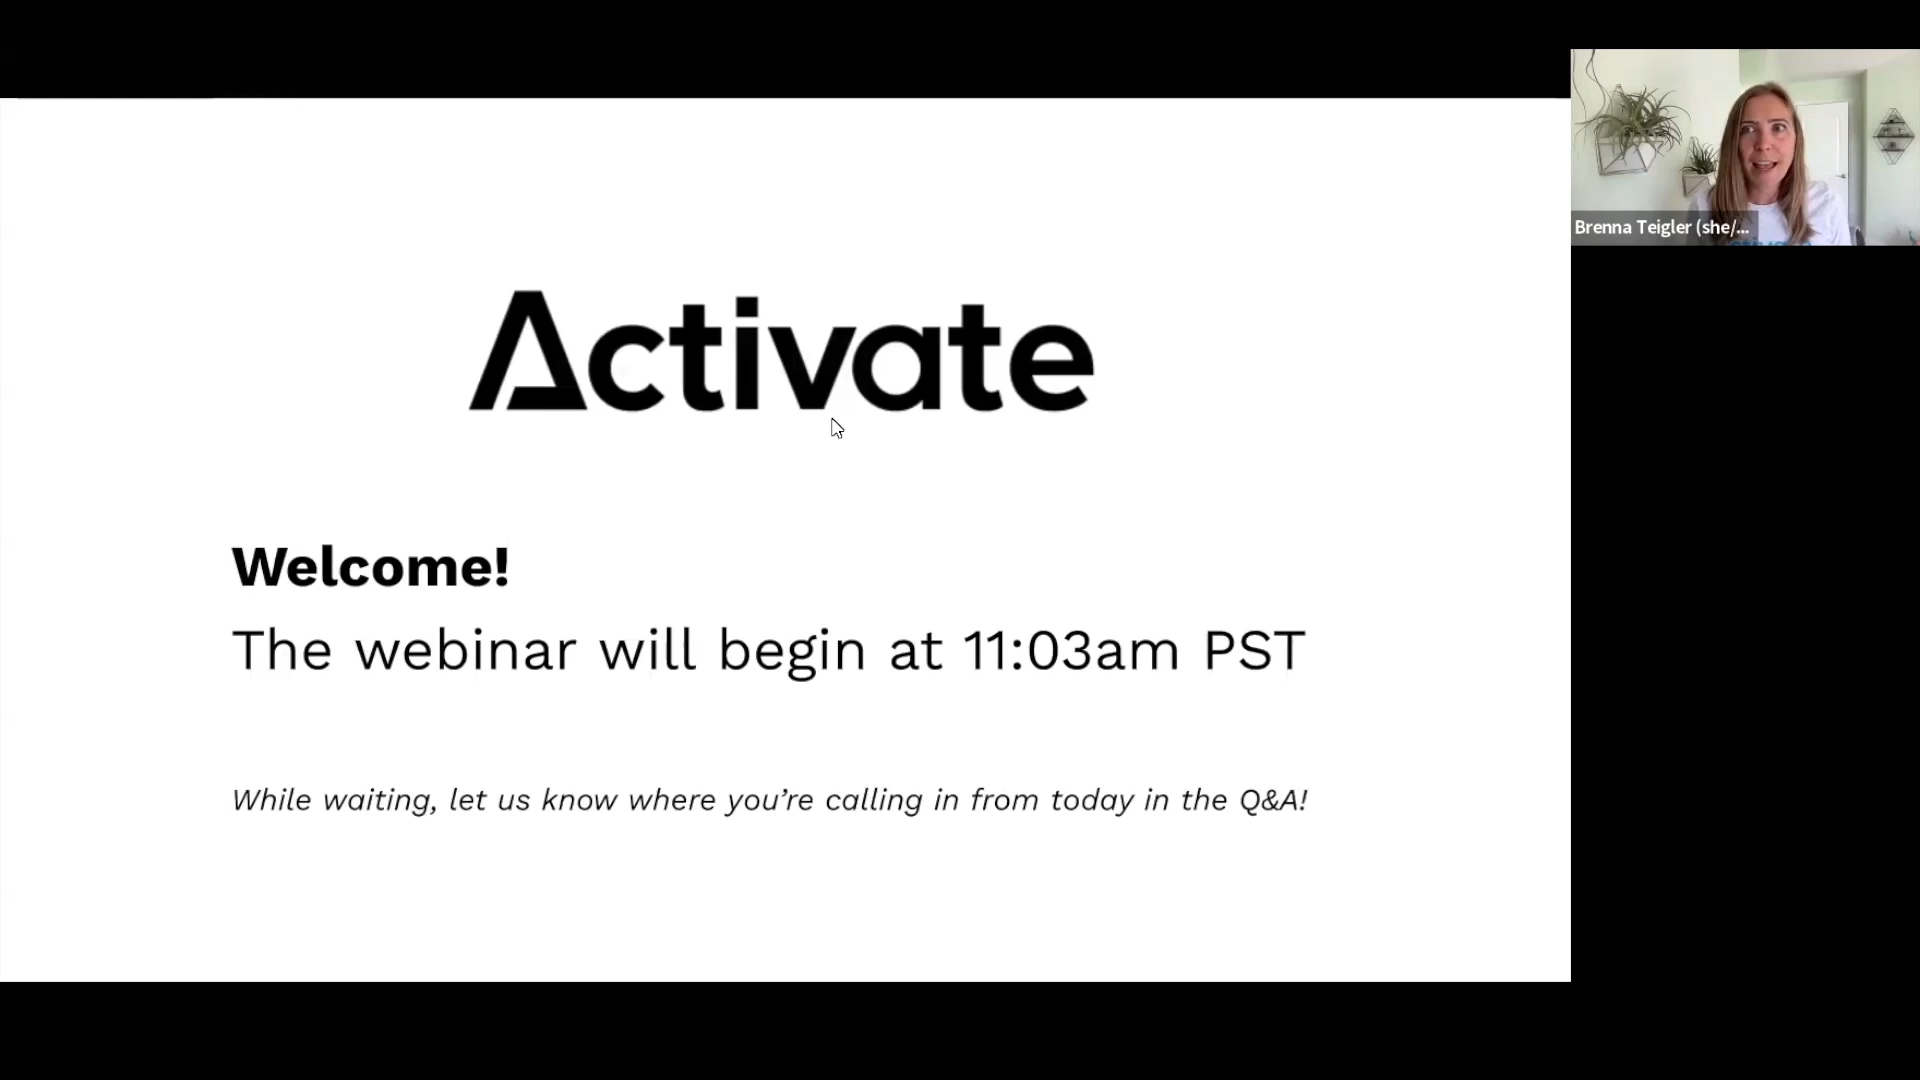 Activate
Welcome!
The webinar will begin at 11:03am PST
While waiting, let us know where you’re calling in from today in the Q&A!
Brenna Teigler (she/...